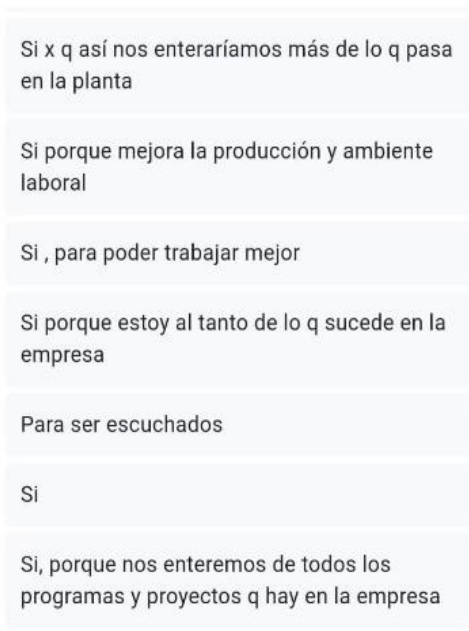 Si x q así nos enteraríamos más de lo q pasa
en la planta
Si porque mejora la producción y ambiente
laboral
Si , para poder trabajar mejor
Si porque estoy al tanto de lo q sucede en la
empresa
Para ser escuchados
Si
Si, porque nos enteremos de todos los
programas y proyectos q hay en la empresa